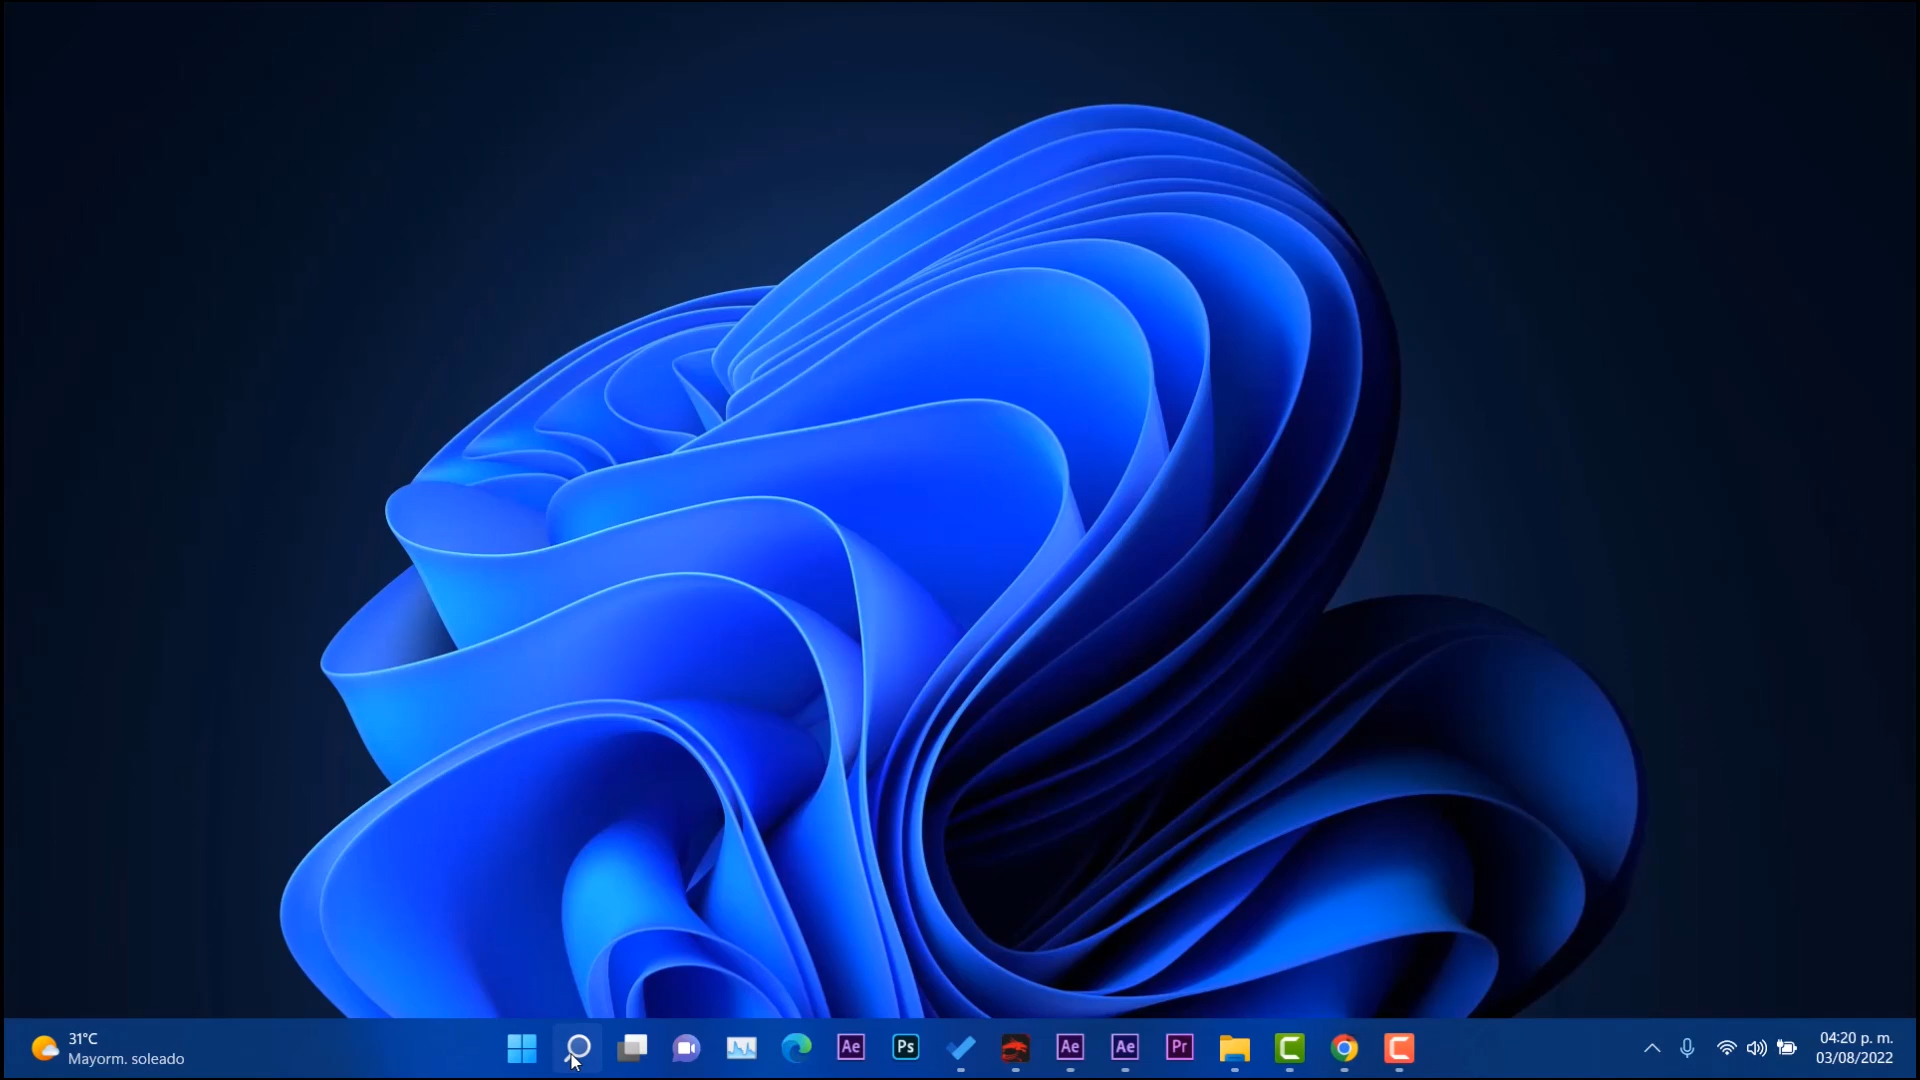 31°C
Mayorm. soleado
Ae
Ps
Ae
Ae
Pr
04:20 p. m.
03/08/2022